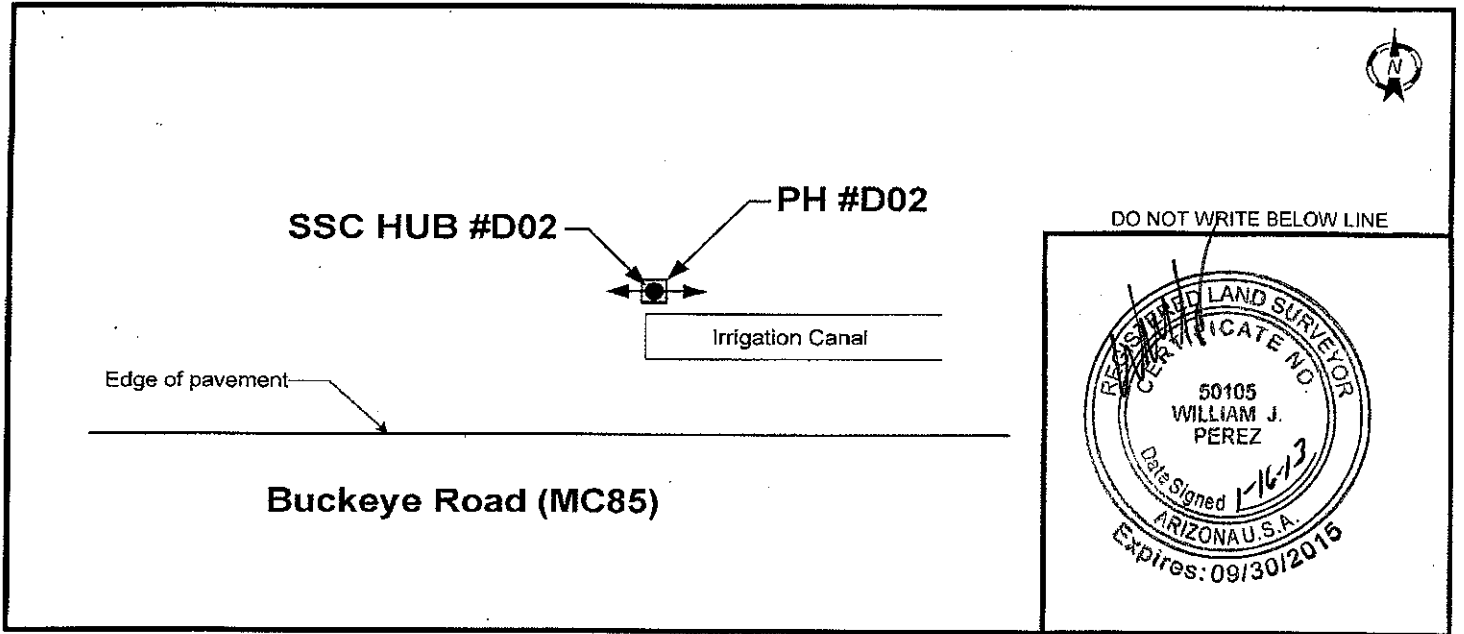 N
SSC HUB #D02
PH #D02
Irrigation Canal
Edge of pavement
Buckeye Road (MC85)
DO NOT WRITE BELOW LINE
REGISTERED LAND SURVEYOR
CERTIFICATE NO.
50105
WILLIAM J.
PEREZ
Date Signed 1-16-13
ARIZONA U.S.A.
Expires: 09/30/2015